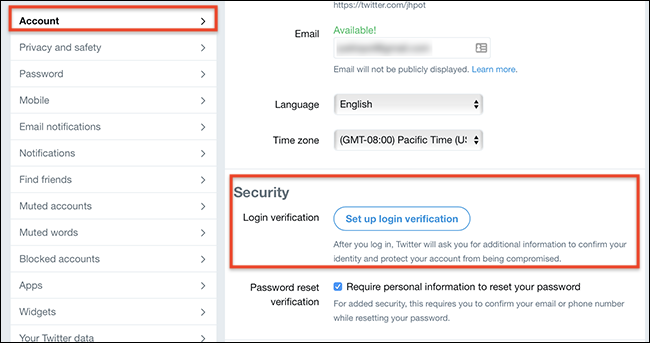 Account
Privacy and safety
Password
Mobile
Email notifications
Notifications
Find friends
Muted accounts
Muted words
Blocked accounts
Apps
Widgets
Your Twitter data
https://twitter.com/jhpot
Available!
Email
Email will not be publicly displayed. Learn more.
Language English
Time zone (GMT-08:00) Pacific Time (US
Security
Login verification Set up login verification
After you log in, Twitter will ask you for additional information to confirm your
identity and protect your account from being compromised.
Password reset
verification
Require personal information to reset your password
For added security, this requires you to confirm your email or phone number
while resetting your password.